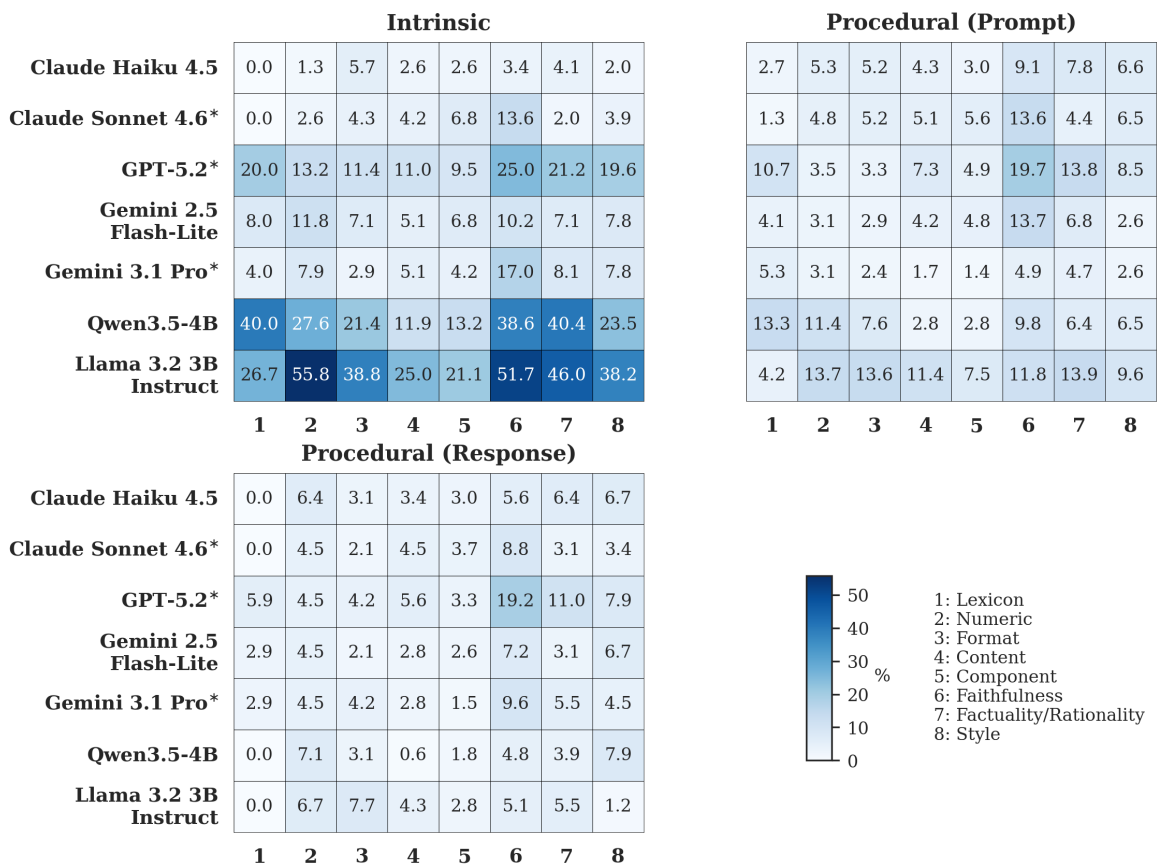 Intrinsic
Procedural (Prompt)
Claude Haiku 4.5 0.0 1.3 5.7 2.6 2.6 3.4 4.1 2.0 2.7 5.3 5.2 4.3 3.0 9.1 7.8 6.6
Claude Sonnet 4.6* 0.0 2.6 4.3 4.2 6.8 13.6 2.0 3.9 1.3 4.8 5.2 5.1 5.6 13.6 4.4 6.5
GPT-5.2* 20.0 13.2 11.4 11.0 9.5 25.0 21.2 19.6 10.7 3.5 3.3 7.3 4.9 19.7 13.8 8.5
Gemini 2.5
Flash-Lite 8.0 11.8 7.1 5.1 6.8 10.2 7.1 7.8 4.1 3.1 2.9 4.2 4.8 13.7 6.8 2.6
Gemini 3.1 Pro* 4.0 7.9 2.9 5.1 4.2 17.0 8.1 7.8 5.3 3.1 2.4 1.7 1.4 4.9 4.7 2.6
Qwen3.5-4B 40.0 27.6 21.4 11.9 13.2 38.6 40.4 23.5 13.3 11.4 7.6 2.8 2.8 9.8 6.4 6.5
Llama 3.2 3B
Instruct 26.7 55.8 38.8 25.0 21.1 51.7 46.0 38.2 4.2 13.7 13.6 11.4 7.5 11.8 13.9 9.6
1 2 3 4 5 6 7 8 1 2 3 4 5 6 7 8
Procedural (Response)
Claude Haiku 4.5 0.0 6.4 3.1 3.4 3.0 5.6 6.4 6.7
Claude Sonnet 4.6* 0.0 4.5 2.1 4.5 3.7 8.8 3.1 3.4
GPT-5.2* 5.9 4.5 4.2 5.6 3.3 19.2 11.0 7.9
Gemini 2.5
Flash-Lite 2.9 4.5 2.1 2.8 2.6 7.2 3.1 6.7
Gemini 3.1 Pro* 2.9 4.5 4.2 2.8 1.5 9.6 5.5 4.5
Qwen3.5-4B 0.0 7.1 3.1 0.6 1.8 4.8 3.9 7.9
Llama 3.2 3B
Instruct 0.0 6.7 7.7 4.3 2.8 5.1 5.5 1.2
1 2 3 4 5 6 7 8
50
40
30
20
10
0
%
1: Lexicon
2: Numeric
3: Format
4: Content
5: Component
6: Faithfulness
7: Factuality/Rationality
8: Style